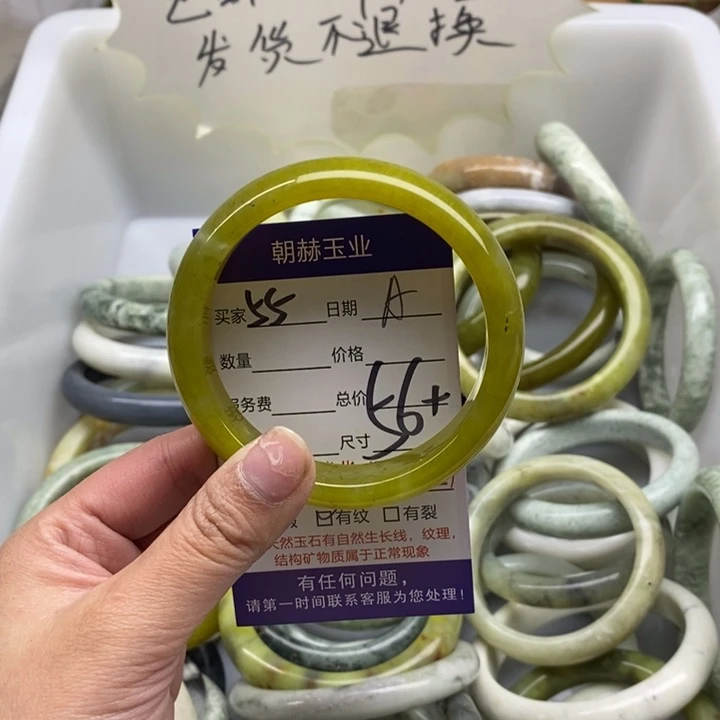 发货不退换
朝赫玉业
买家 55 日期 A
数量 价格
服务费 总价
56+
尺寸
☑有纹 □有裂
天然玉石有自然生长线，纹理，
结构矿物质属于正常现象
有任何问题，
请第一时间联系客服为您处理！